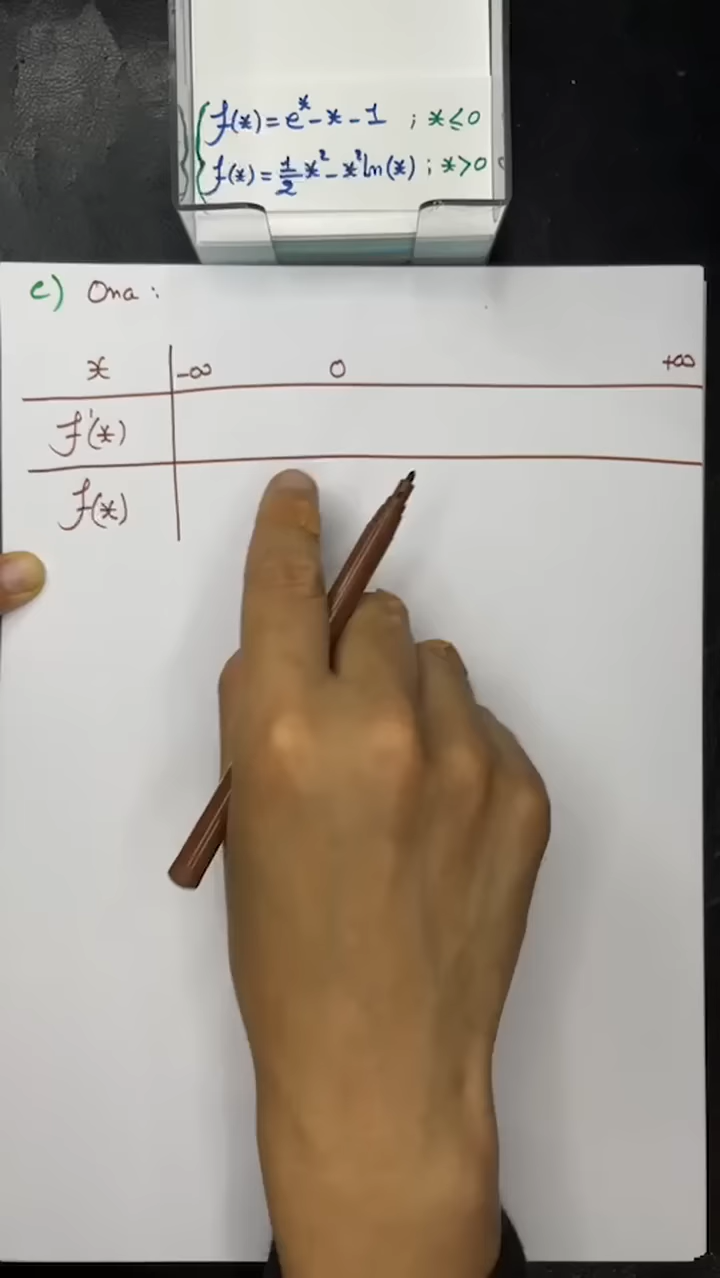 f(x) = e^x - x - 1 ; x ≤ 0
f(x) = 1/2 x² - x² ln(x) ; x > 0
e) Ona :
x -∞ 0 +∞
f'(x)
f(x)